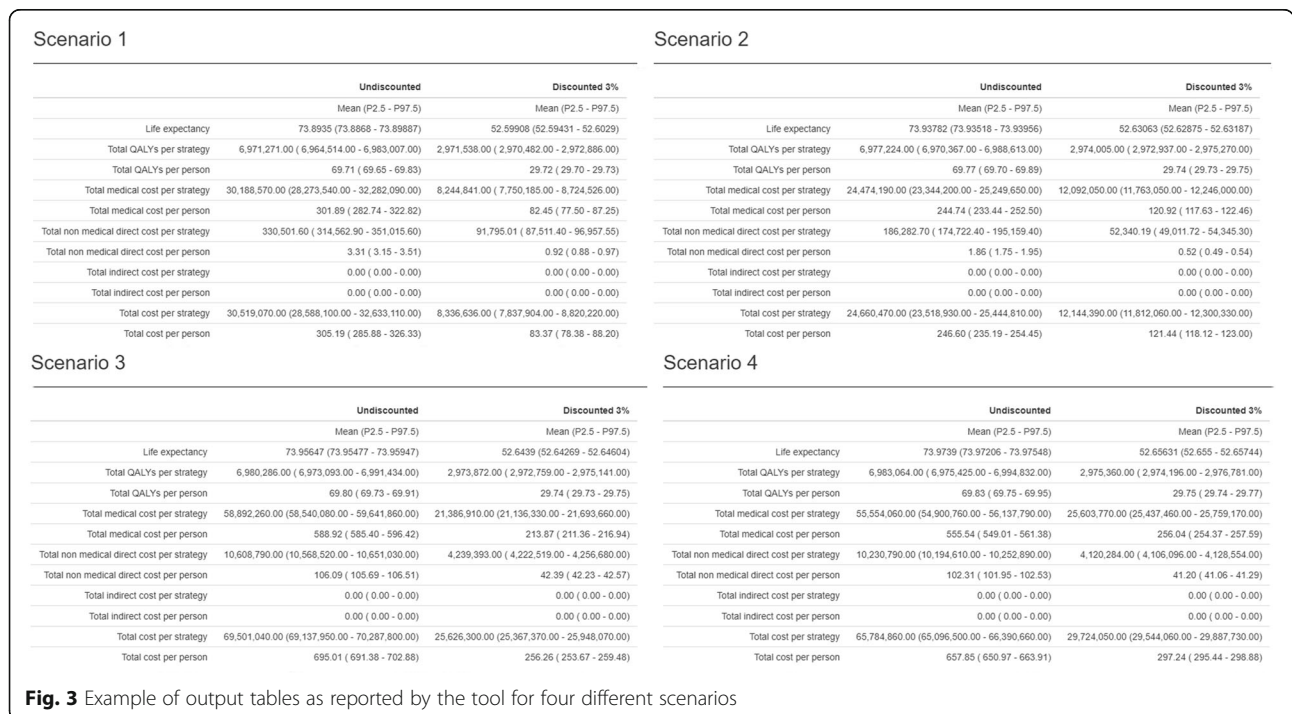 Scenario 1
Undiscounted Discounted 3%
Mean (P2.5 - P97.5) Mean (P2.5 - P97.5)
Life expectancy 73.8935 (73.8868 - 73.89887) 52.59908 (52.59431 - 52.6029)
Total QALYs per strategy 6,971,271.00 ( 6,964,514.00 - 6,983,007.00) 2,971,538.00 ( 2,970,482.00 - 2,972,886.00)
Total QALYs per person 69.71 ( 69.65 - 69.83) 29.72 ( 29.70 - 29.73)
Total medical cost per strategy 30,188,570.00 (28,273,540.00 - 32,282,090.00) 8,244,841.00 ( 7,750,185.00 - 8,724,526.00)
Total medical cost per person 301.89 ( 282.74 - 322.82) 82.45 ( 77.50 - 87.25)
Total non medical direct cost per strategy 330,501.60 ( 314,562.90 - 351,015.60) 91,795.01 ( 87,511.40 - 96,957.55)
Total non medical direct cost per person 3.31 ( 3.15 - 3.51) 0.92 ( 0.88 - 0.97)
Total indirect cost per strategy 0.00 ( 0.00 - 0.00) 0.00 ( 0.00 - 0.00)
Total indirect cost per person 0.00 ( 0.00 - 0.00) 0.00 ( 0.00 - 0.00)
Total cost per strategy 30,519,070.00 (28,588,100.00 - 32,633,110.00) 8,336,636.00 ( 7,837,904.00 - 8,820,220.00)
Total cost per person 305.19 ( 285.88 - 326.33) 83.37 ( 78.38 - 88.20)
Scenario 2
Undiscounted Discounted 3%
Mean (P2.5 - P97.5) Mean (P2.5 - P97.5)
Life expectancy 73.93782 (73.93518 - 73.93956) 52.63063 (52.62875 - 52.63187)
Total QALYs per strategy 6,977,224.00 ( 6,970,367.00 - 6,988,613.00) 2,974,005.00 ( 2,972,937.00 - 2,975,270.00)
Total QALYs per person 69.77 ( 69.70 - 69.89) 29.74 ( 29.73 - 29.75)
Total medical cost per strategy 24,474,190.00 (23,344,200.00 - 25,249,650.00) 12,092,050.00 (11,763,050.00 - 12,246,000.00)
Total medical cost per person 244.74 ( 233.44 - 252.50) 120.92 ( 117.63 - 122.46)
Total non medical direct cost per strategy 186,282.70 ( 174,722.40 - 195,159.40) 52,340.19 ( 49,011.72 - 54,345.30)
Total non medical direct cost per person 1.86 ( 1.75 - 1.95) 0.52 ( 0.49 - 0.54)
Total indirect cost per strategy 0.00 ( 0.00 - 0.00) 0.00 ( 0.00 - 0.00)
Total indirect cost per person 0.00 ( 0.00 - 0.00) 0.00 ( 0.00 - 0.00)
Total cost per strategy 24,660,470.00 (23,518,930.00 - 25,444,810.00) 12,144,390.00 (11,812,060.00 - 12,300,330.00)
Total cost per person 246.60 ( 235.19 - 254.45) 121.44 ( 118.12 - 123.00)
Scenario 3
Undiscounted Discounted 3%
Mean (P2.5 - P97.5) Mean (P2.5 - P97.5)
Life expectancy 73.95647 (73.95477 - 73.95947) 52.6439 (52.64269 - 52.64604)
Total QALYs per strategy 6,980,286.00 ( 6,973,093.00 - 6,991,434.00) 2,973,872.00 ( 2,972,759.00 - 2,975,141.00)
Total QALYs per person 69.80 ( 69.73 - 69.91) 29.74 ( 29.73 - 29.75)
Total medical cost per strategy 58,892,260.00 (58,540,080.00 - 59,641,860.00) 21,386,910.00 (21,136,330.00 - 21,693,660.00)
Total medical cost per person 588.92 ( 585.40 - 596.42) 213.87 ( 211.36 - 216.94)
Total non medical direct cost per strategy 10,608,790.00 (10,568,520.00 - 10,651,030.00) 4,239,393.00 ( 4,222,519.00 - 4,256,680.00)
Total non medical direct cost per person 106.09 ( 105.69 - 106.51) 42.39 ( 42.23 - 42.57)
Total indirect cost per strategy 0.00 ( 0.00 - 0.00) 0.00 ( 0.00 - 0.00)
Total indirect cost per person 0.00 ( 0.00 - 0.00) 0.00 ( 0.00 - 0.00)
Total cost per strategy 69,501,040.00 (69,137,950.00 - 70,287,800.00) 25,626,300.00 (25,367,370.00 - 25,948,070.00)
Total cost per person 695.01 ( 691.38 - 702.88) 256.26 ( 253.67 - 259.48)
Scenario 4
Undiscounted Discounted 3%
Mean (P2.5 - P97.5) Mean (P2.5 - P97.5)
Life expectancy 73.9739 (73.97206 - 73.97548) 52.65631 (52.655 - 52.65744)
Total QALYs per strategy 6,983,064.00 ( 6,975,425.00 - 6,994,832.00) 2,975,360.00 ( 2,974,196.00 - 2,976,781.00)
Total QALYs per person 69.83 ( 69.75 - 69.95) 29.75 ( 29.74 - 29.77)
Total medical cost per strategy 55,554,060.00 (54,900,760.00 - 56,137,790.00) 25,603,770.00 (25,437,460.00 - 25,759,170.00)
Total medical cost per person 555.54 ( 549.01 - 561.38) 256.04 ( 254.37 - 257.59)
Total non medical direct cost per strategy 10,230,790.00 (10,194,610.00 - 10,252,890.00) 4,120,284.00 ( 4,106,096.00 - 4,128,554.00)
Total non medical direct cost per person 102.31 ( 101.95 - 102.53) 41.20 ( 41.06 - 41.29)
Total indirect cost per strategy 0.00 ( 0.00 - 0.00) 0.00 ( 0.00 - 0.00)
Total indirect cost per person 0.00 ( 0.00 - 0.00) 0.00 ( 0.00 - 0.00)
Total cost per strategy 65,784,860.00 (65,096,500.00 - 66,390,660.00) 29,724,050.00 (29,544,060.00 - 29,887,730.00)
Total cost per person 657.85 ( 650.97 - 663.91) 297.24 ( 295.44 - 298.88)
Fig. 3 Example of output tables as reported by the tool for four different scenarios